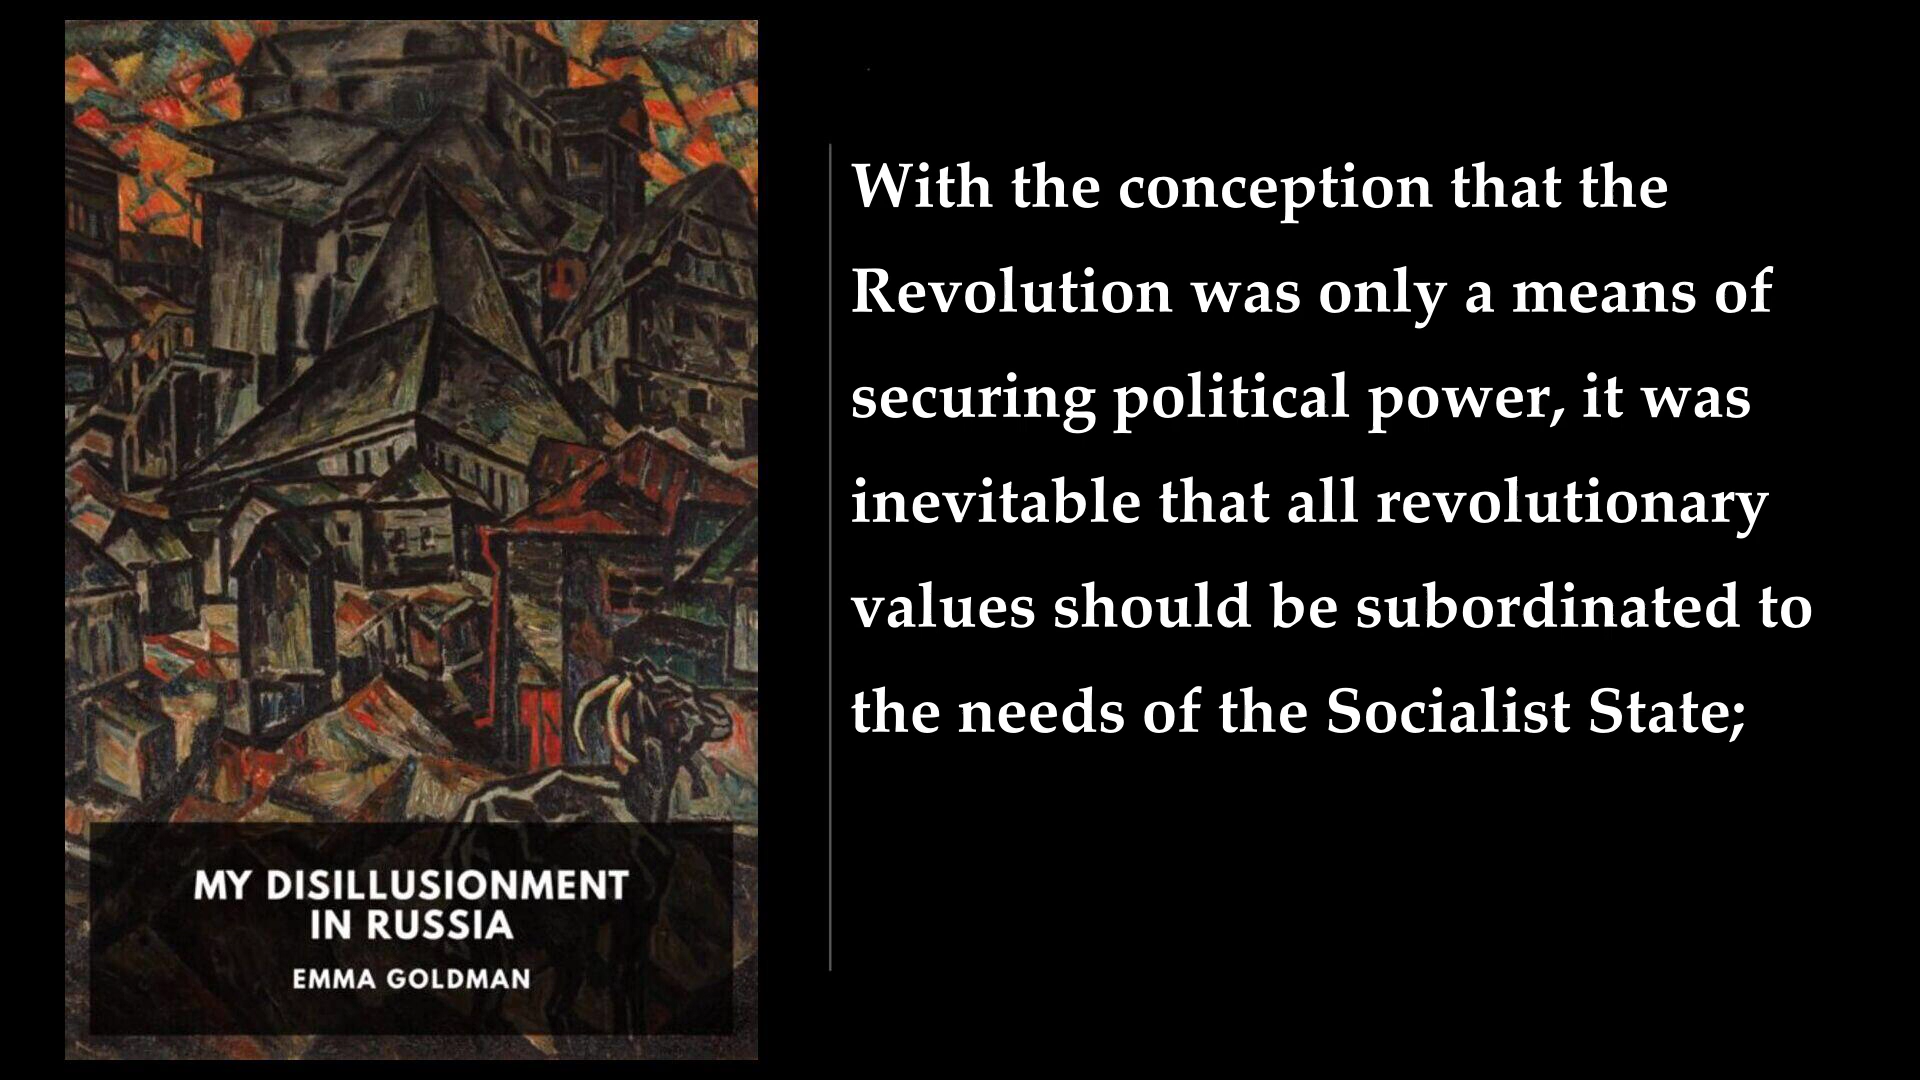 MY DISILLUSIONMENT
IN RUSSIA
EMMA GOLDMAN
With the conception that the
Revolution was only a means of
securing political power, it was
inevitable that all revolutionary
values should be subordinated to
the needs of the Socialist State;